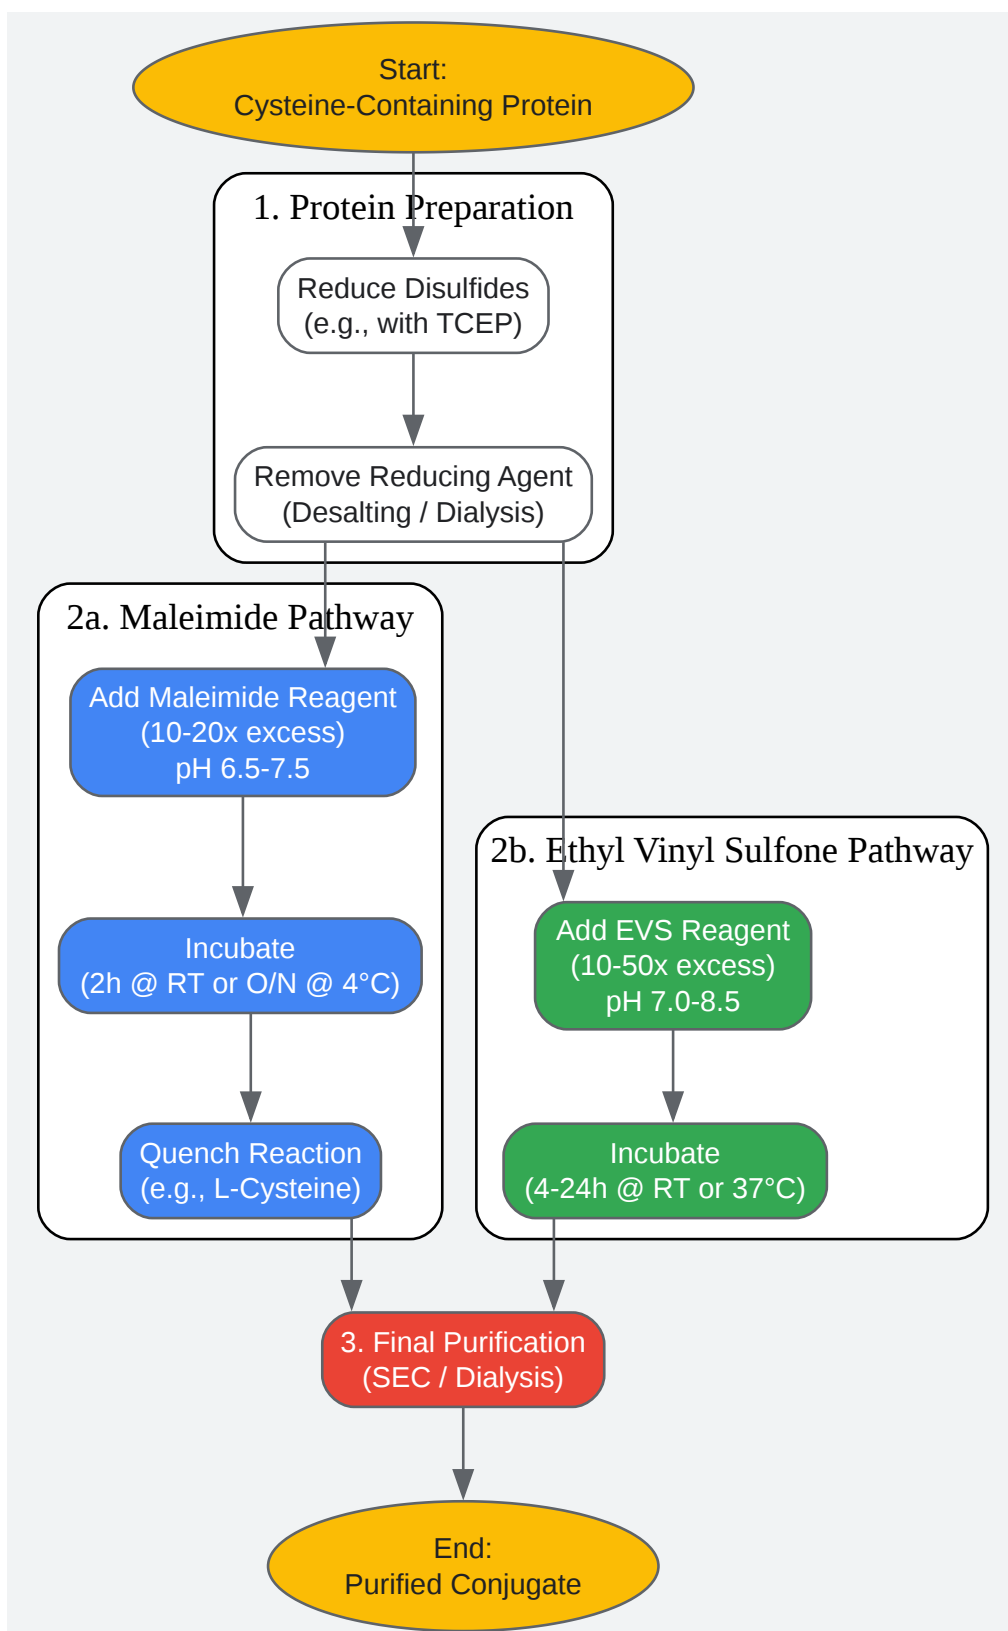 Start:
Cysteine-Containing Protein
1. Protein Preparation
Reduce Disulfides
(e.g., with TCEP)
Remove Reducing Agent
(Desalting / Dialysis)
2a. Maleimide Pathway
Add Maleimide Reagent
(10-20x excess)
pH 6.5-7.5
Incubate
(2h @ RT or O/N @ 4°C)
Quench Reaction
(e.g., L-Cysteine)
2b. Ethyl Vinyl Sulfone Pathway
Add EVS Reagent
(10-50x excess)
pH 7.0-8.5
Incubate
(4-24h @ RT or 37°C)
3. Final Purification
(SEC / Dialysis)
End:
Purified Conjugate